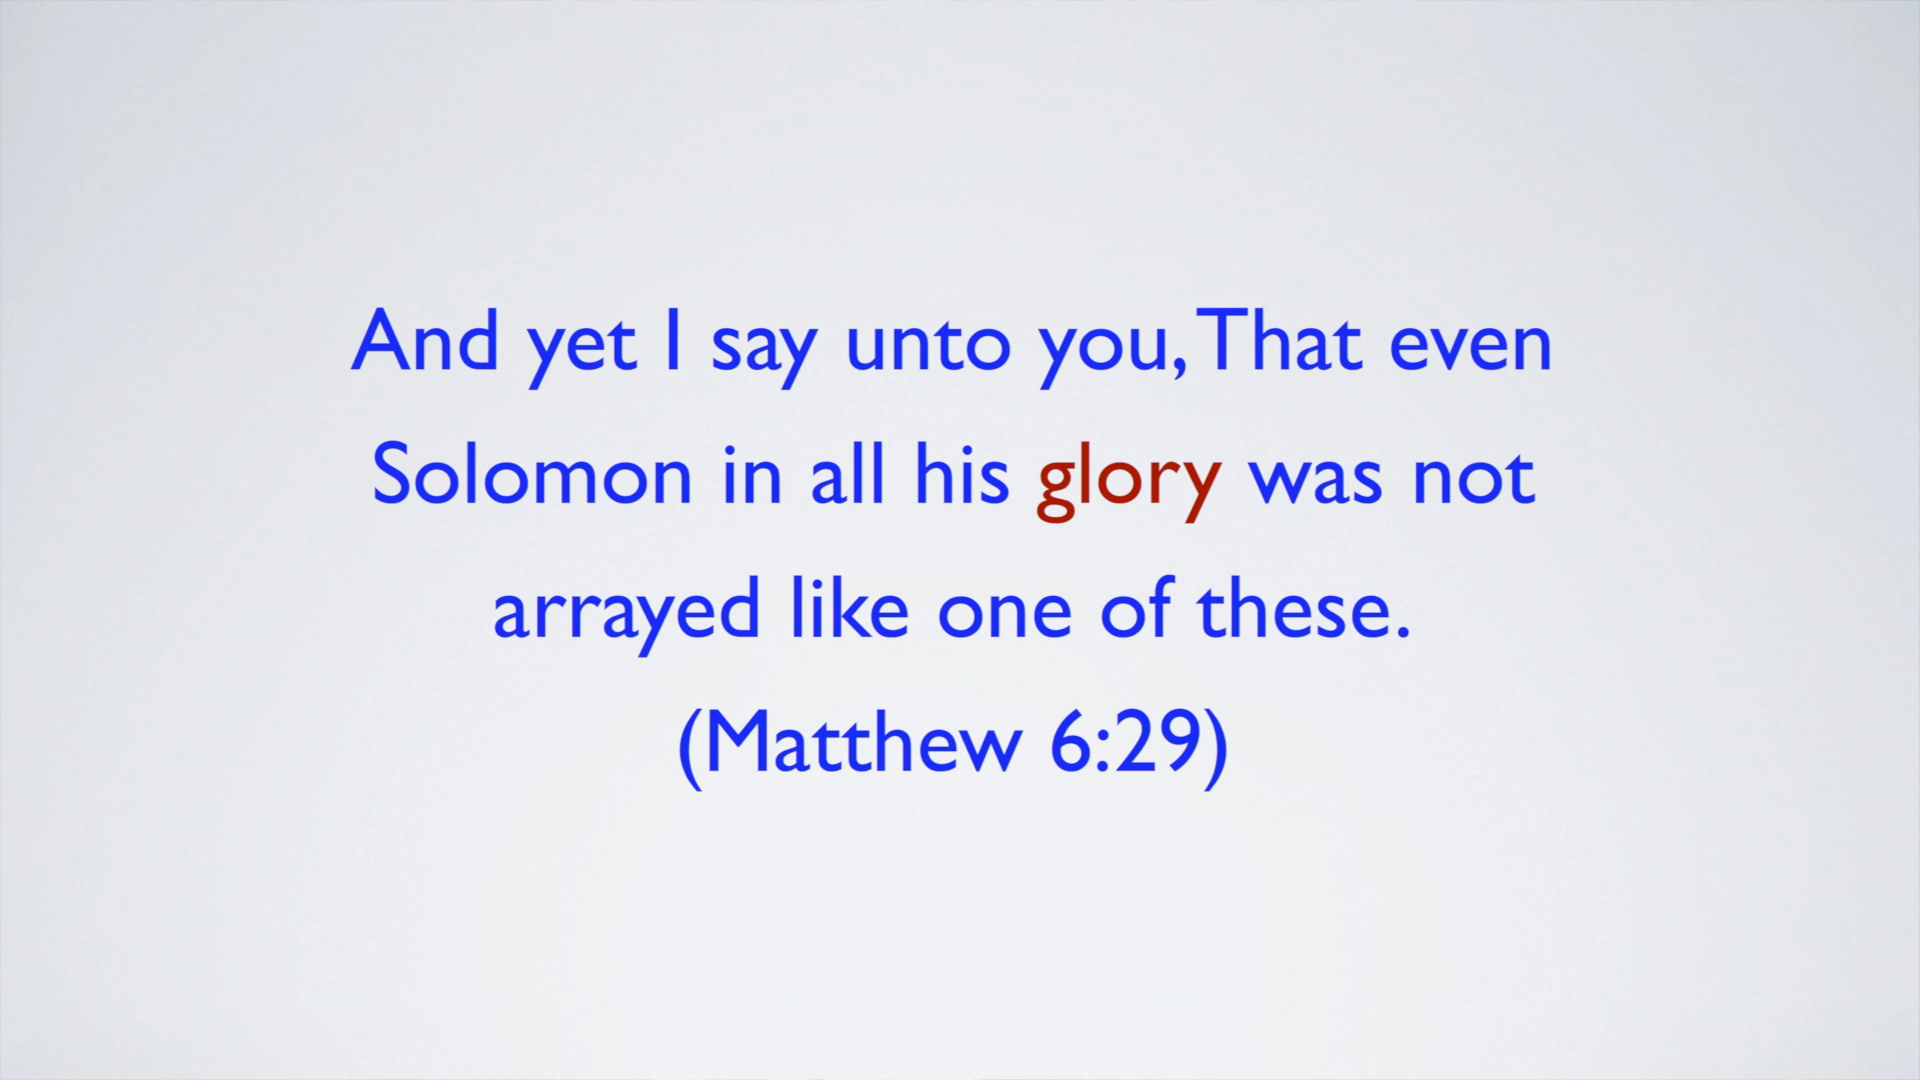 And yet I say unto you, That even
Solomon in all his glory was not
arrayed like one of these.
(Matthew 6:29)